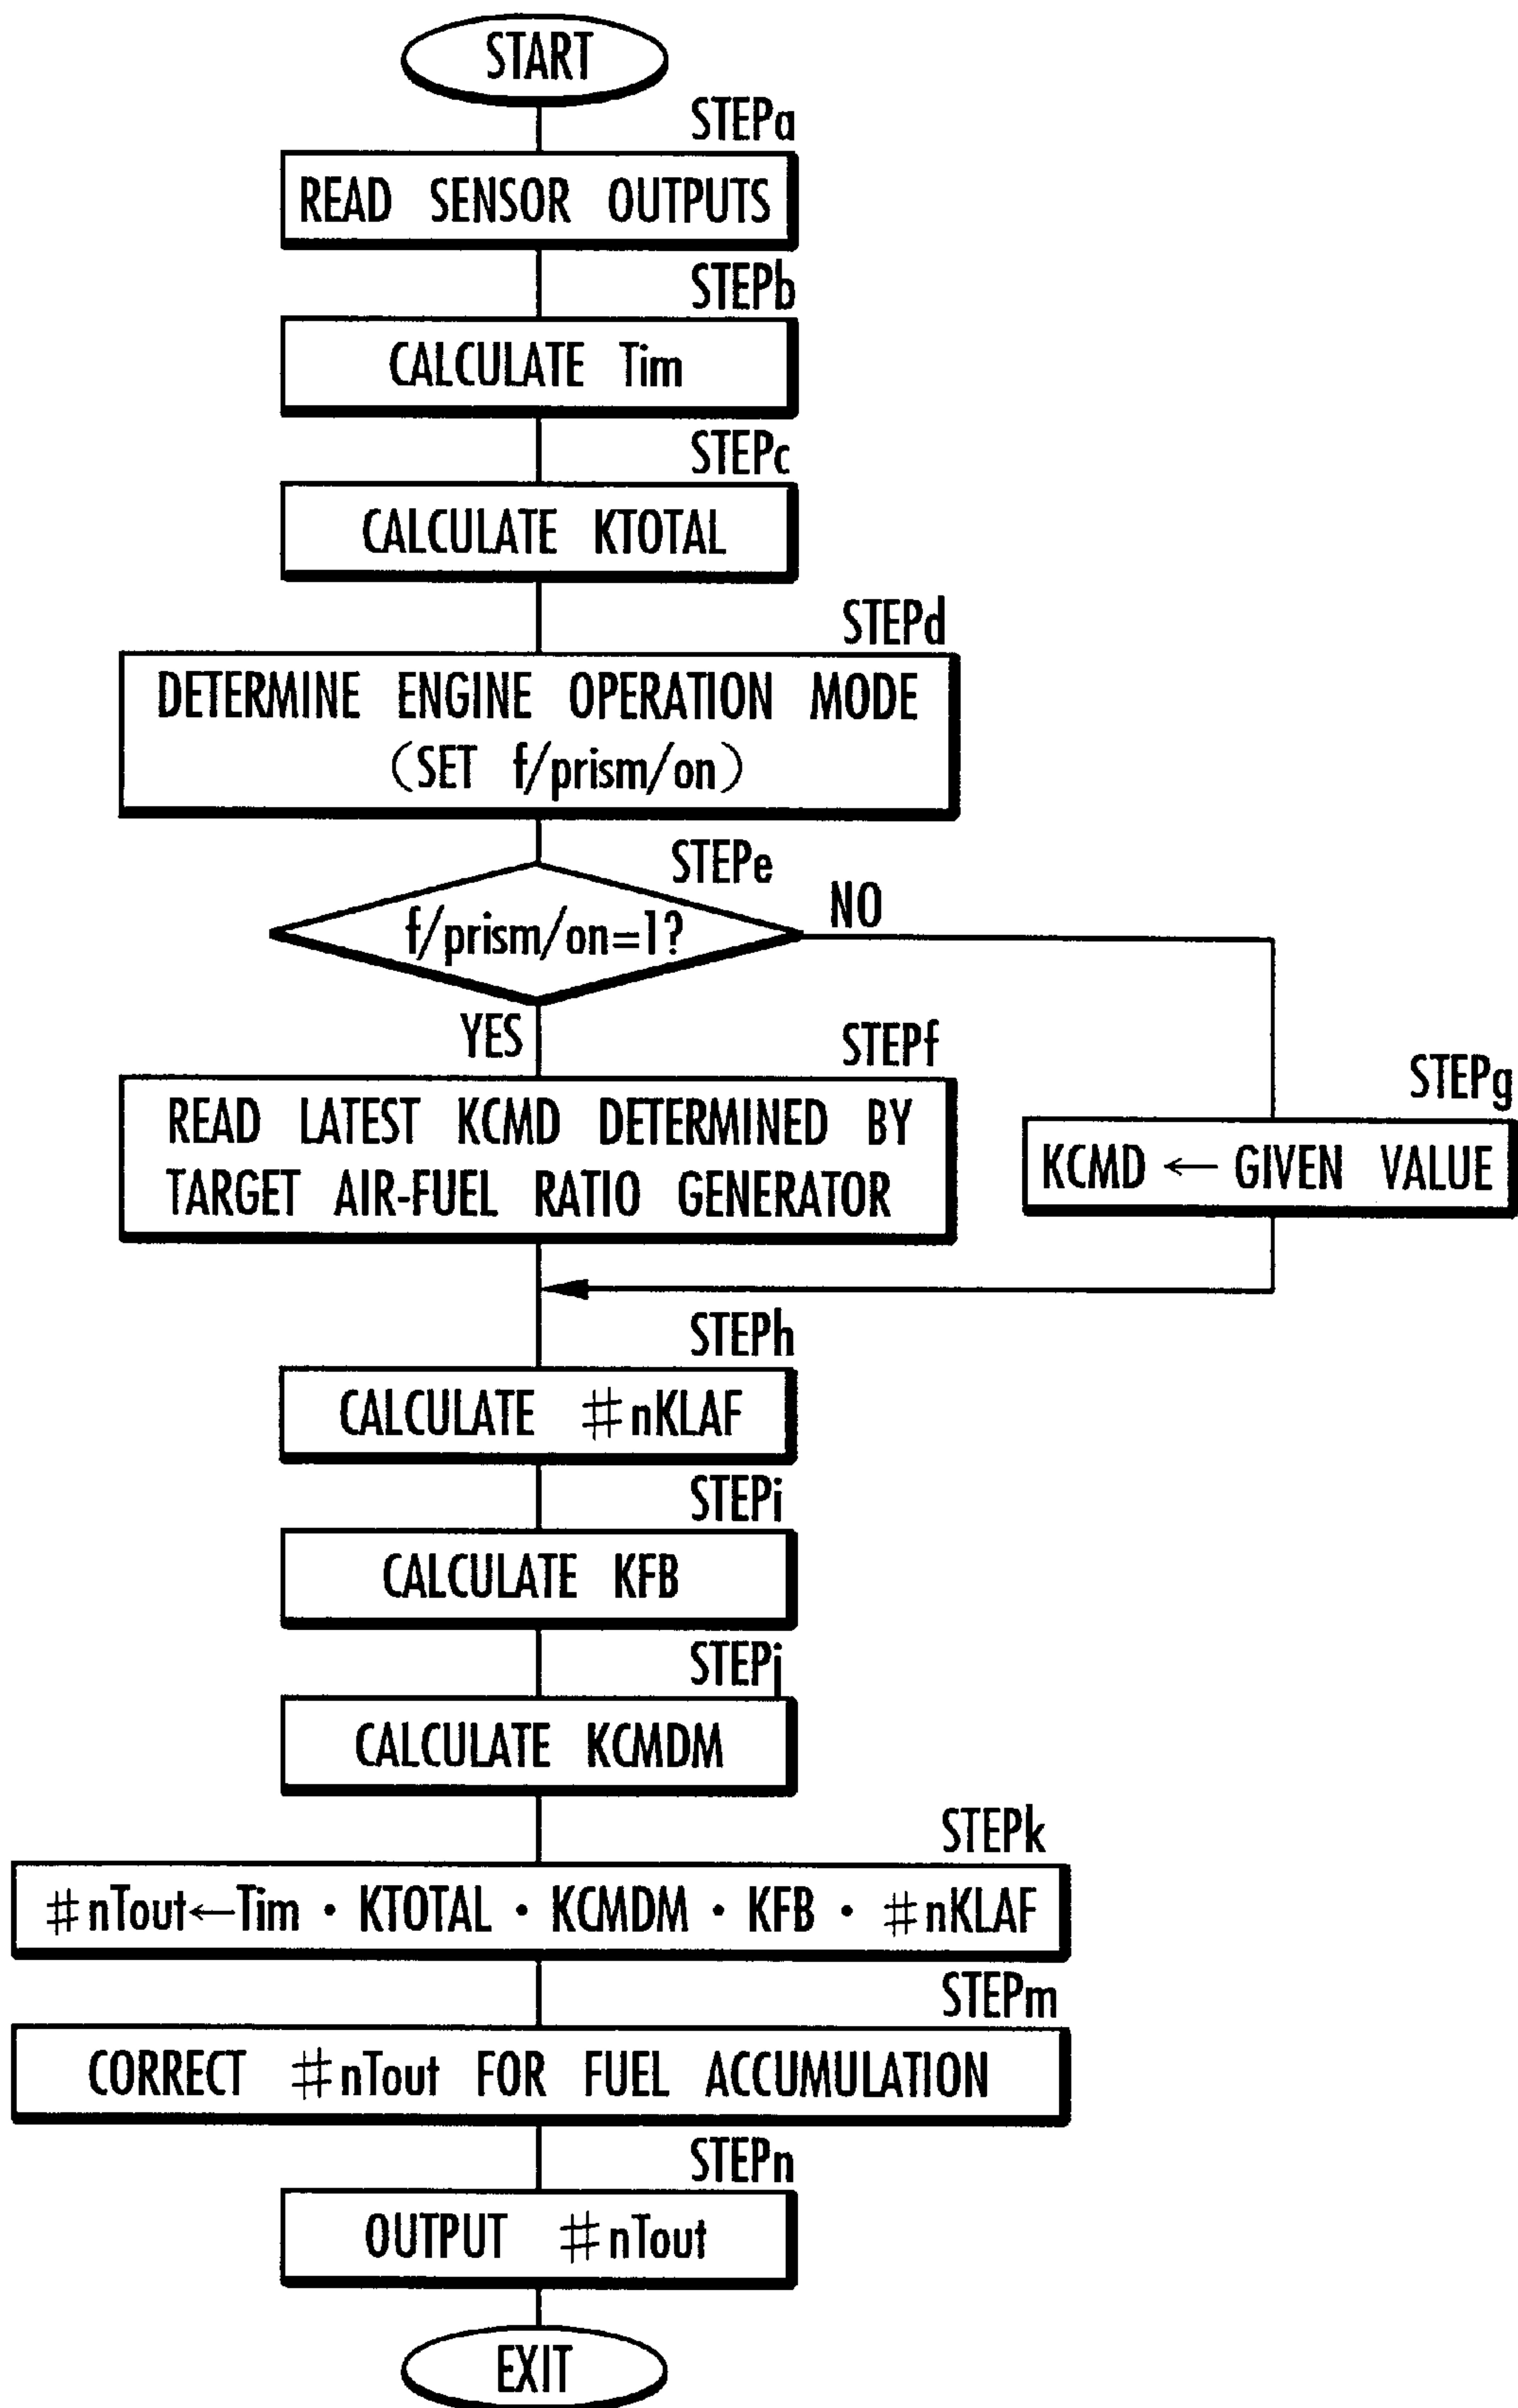 START
STEPa
READ SENSOR OUTPUTS
STEPb
CALCULATE Tim
STEPc
CALCULATE KTOTAL
STEPd
DETERMINE ENGINE OPERATION MODE
(SET f/prism/on)
STEPe
f/prism/on=1?
NO
YES
STEPf
READ LATEST KCMD DETERMINED BY
TARGET AIR-FUEL RATIO GENERATOR
STEPg
KCMD ← GIVEN VALUE
STEPh
CALCULATE #nKLAF
STEPi
CALCULATE KFB
STEPj
CALCULATE KCMDM
STEPk
#nTout←Tim · KTOTAL · KCMDM · KFB · #nKLAF
STEPm
CORRECT #nTout FOR FUEL ACCUMULATION
STEPn
OUTPUT #nTout
EXIT